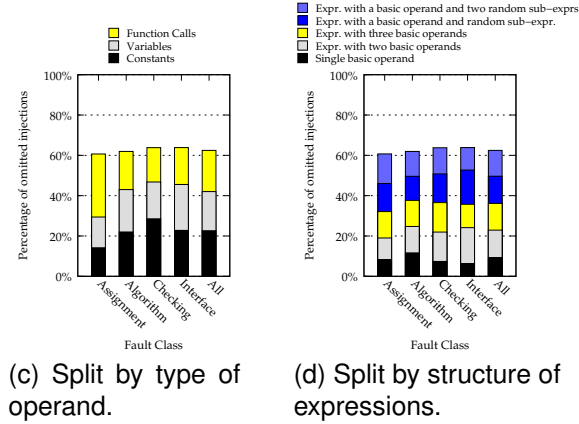 Function Calls
Variables
Constants
100%
80%
60%
40%
20%
0%
Percentage of omitted injections
Assignment
Algorithm
Checking
Interface
All
Fault Class
(c) Split by type of
operand.
Expr. with a basic operand and two random sub−exprs
Expr. with a basic operand and random sub−expr.
Expr. with three basic operands
Expr. with two basic operands
Single basic operand
100%
80%
60%
40%
20%
0%
Percentage of omitted injections
Assignment
Algorithm
Checking
Interface
All
Fault Class
(d) Split by structure of
expressions.